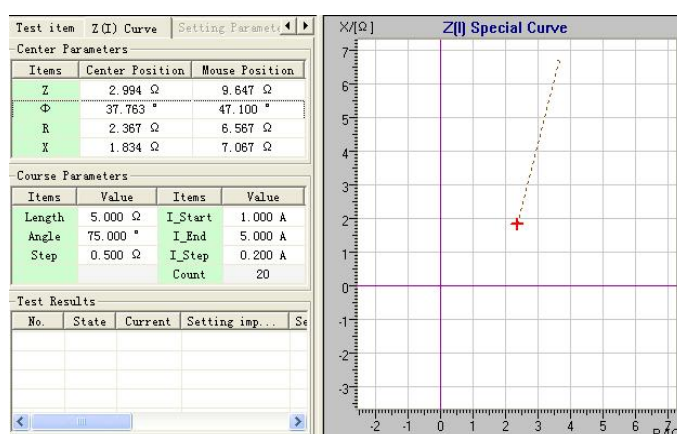 Test item Z(I) Curve Setting Paramete
Center Parameters
Items Center Position Mouse Position
Z 2.994 Ω 9.647 Ω
Φ 37.763 ° 47.100 °
R 2.367 Ω 6.567 Ω
X 1.834 Ω 7.067 Ω
Course Parameters
Items Value Items Value
Length 5.000 Ω I_Start 1.000 A
Angle 75.000 ° I_End 5.000 A
Step 0.500 Ω I_Step 0.200 A
Count 20
Test Results
No. State Current Setting imp... Se
X/[Ω] Z(I) Special Curve
7
6
5
4
3
2
1
0
-1
-2
-3
-2 -1 0 1 2 3 4 5 6 7